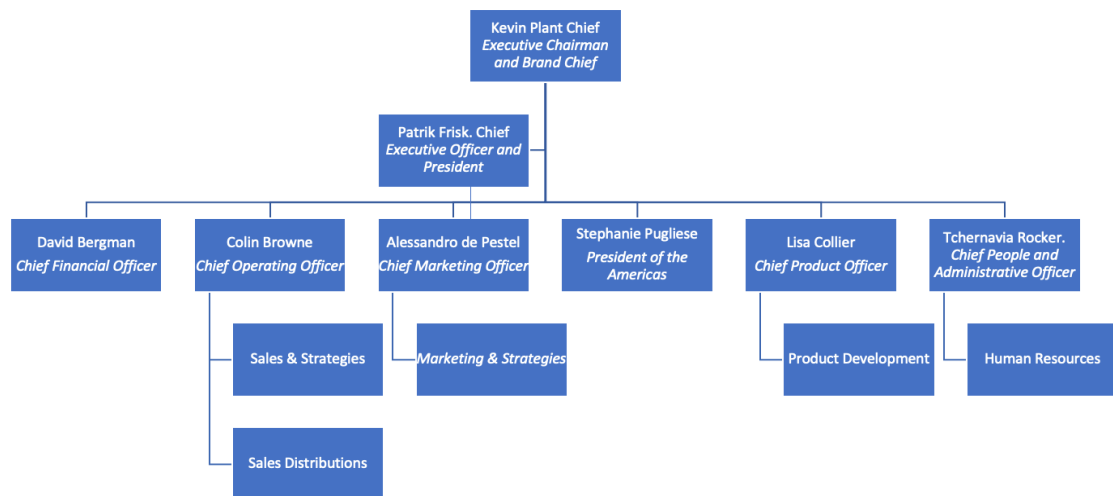 Kevin Plant Chief
Executive Chairman
and Brand Chief
Patrik Frisk. Chief
Executive Officer and
President
David Bergman
Chief Financial Officer
Colin Browne
Chief Operating Officer
Alessandro de Pestel
Chief Marketing Officer
Stephanie Pugliese
President of the
Americas
Lisa Collier
Chief Product Officer
Tchernavia Rocker.
Chief People and
Administrative Officer
Sales & Strategies
Marketing & Strategies
Product Development
Human Resources
Sales Distributions